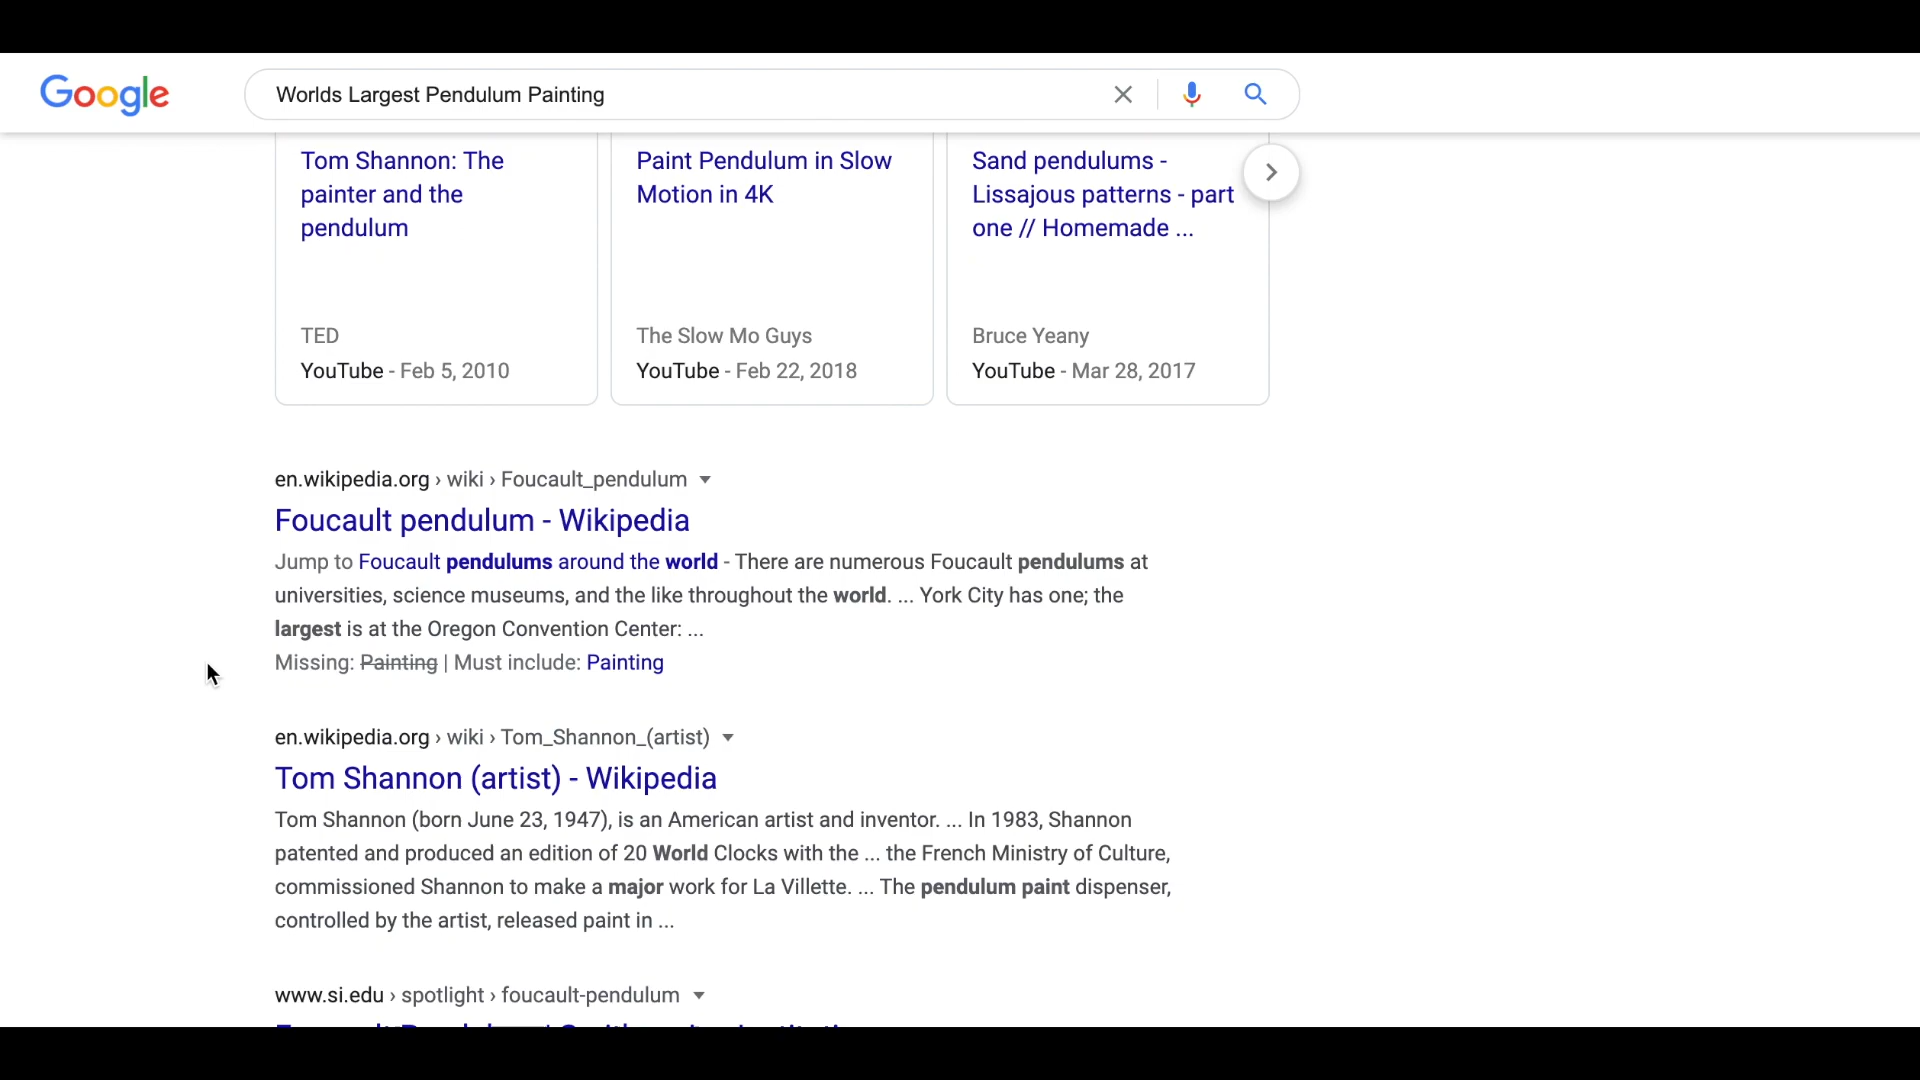 Google
Worlds Largest Pendulum Painting
Tom Shannon: The
painter and the
pendulum
TED
YouTube - Feb 5, 2010
Paint Pendulum in Slow
Motion in 4K
The Slow Mo Guys
YouTube - Feb 22, 2018
Sand pendulums -
Lissajous patterns - part
one // Homemade ...
Bruce Yeany
YouTube - Mar 28, 2017
en.wikipedia.org › wiki › Foucault_pendulum
Foucault pendulum - Wikipedia
Jump to Foucault pendulums around the world - There are numerous Foucault pendulums at
universities, science museums, and the like throughout the world. ... York City has one; the
largest is at the Oregon Convention Center: ...
Missing: Painting | Must include: Painting
en.wikipedia.org › wiki › Tom_Shannon_(artist)
Tom Shannon (artist) - Wikipedia
Tom Shannon (born June 23, 1947), is an American artist and inventor. ... In 1983, Shannon
patented and produced an edition of 20 World Clocks with the ... the French Ministry of Culture,
commissioned Shannon to make a major work for La Villette. ... The pendulum paint dispenser,
controlled by the artist, released paint in ...
www.si.edu › spotlight › foucault-pendulum